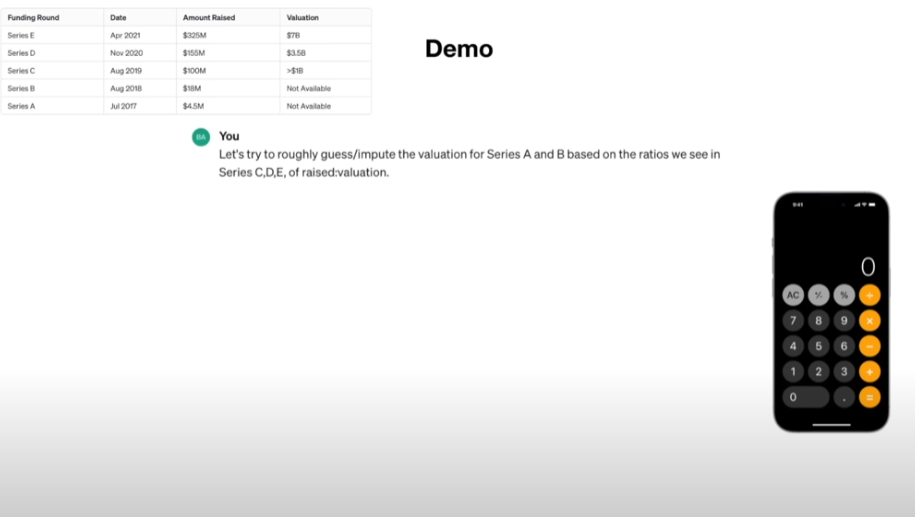 Funding Round Date Amount Raised Valuation
Series E Apr 2021 $325M $7B
Series D Nov 2020 $155M $3.5B
Series C Aug 2019 $100M >$1B
Series B Aug 2018 $18M Not Available
Series A Jul 2017 $4.5M Not Available
Demo
BA You
Let's try to roughly guess/impute the valuation for Series A and B based on the ratios we see in
Series C,D,E, of raised:valuation.
9:41
0
AC +/- % ÷
7 8 9 ×
4 5 6 −
1 2 3 +
0 . =